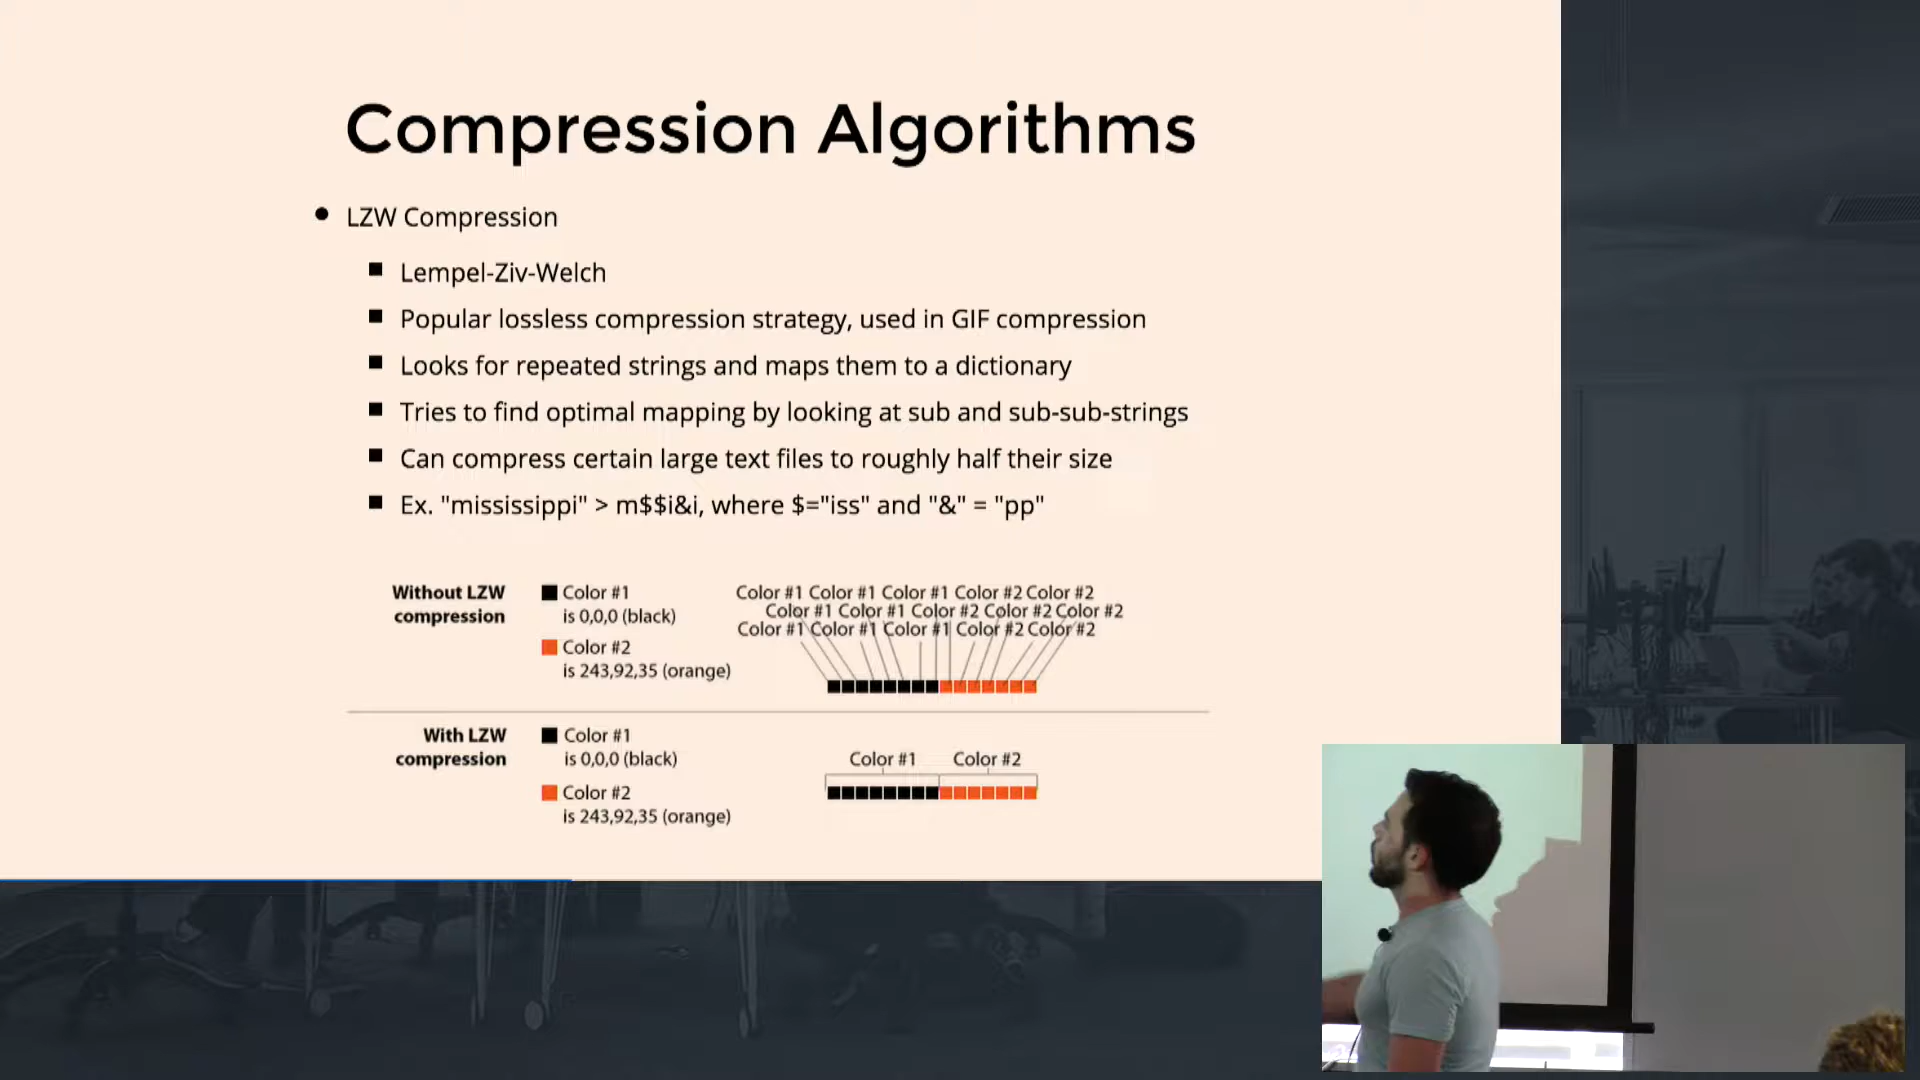 Compression Algorithms
LZW Compression
Lempel-Ziv-Welch
Popular lossless compression strategy, used in GIF compression
Looks for repeated strings and maps them to a dictionary
Tries to find optimal mapping by looking at sub and sub-sub-strings
Can compress certain large text files to roughly half their size
Ex. "mississippi" > m$$i&i, where $="iss" and "&" = "pp"
Without LZW
compression
Color #1
is 0,0,0 (black)
Color #2
is 243,92,35 (orange)
Color #1 Color #1 Color #1 Color #2 Color #2
Color #1 Color #1 Color #2 Color #2 Color #2
Color #1 Color #1 Color #1 Color #2 Color #2
With LZW
compression
Color #1
is 0,0,0 (black)
Color #2
is 243,92,35 (orange)
Color #1 Color #2